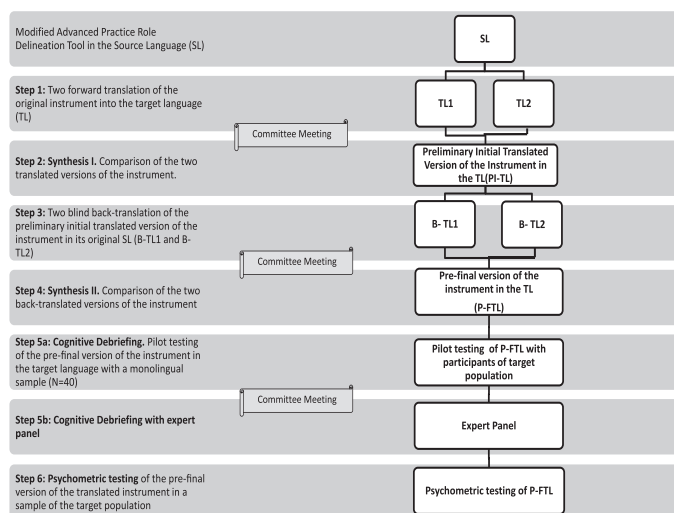 Modified Advanced Practice Role
Delineation Tool in the Source Language (SL)
SL
Step 1: Two forward translation of the
original instrument into the target language
(TL)
TL1
TL2
Committee Meeting
Step 2: Synthesis I. Comparison of the two
translated versions of the instrument.
Preliminary Initial Translated
Version of the Instrument in
the TL(PI-TL)
Step 3: Two blind back-translation of the
preliminary initial translated version of the
instrument in its original SL (B-TL1 and B-
TL2)
B- TL1
B- TL2
Committee Meeting
Step 4: Synthesis II. Comparison of the two
back-translated versions of the instrument
Pre-final version of the
instrument in the TL
(P-FTL)
Step 5a: Cognitive Debriefing. Pilot testing
of the pre-final version of the instrument in
the target language with a monolingual
sample (N=40)
Pilot testing of P-FTL with
participants of target
population
Committee Meeting
Step 5b: Cognitive Debriefing with expert
panel
Expert Panel
Step 6: Psychometric testing of the pre-final
version of the translated instrument in a
sample of the target population
Psychometric testing of P-FTL